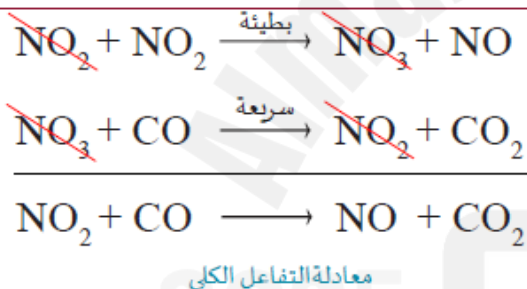 NO₂ + NO₂ ⟶ بطيئة NO₃ + NO
NO₃ + CO ⟶ سريعة NO₂ + CO₂
NO₂ + CO ⟶ NO + CO₂
معادلة التفاعل الكلي